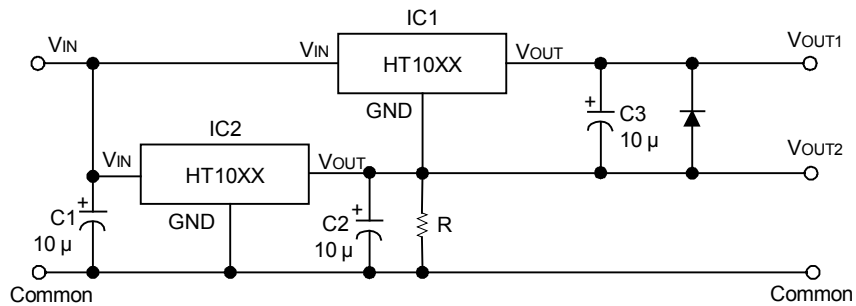 IC1
VIN
VIN
HT10XX
VOUT
VOUT1
GND
+
C3
10 μ
IC2
VIN
HT10XX
VOUT
VOUT2
GND
+
C1
10 μ
+
C2
10 μ
R
Common
Common